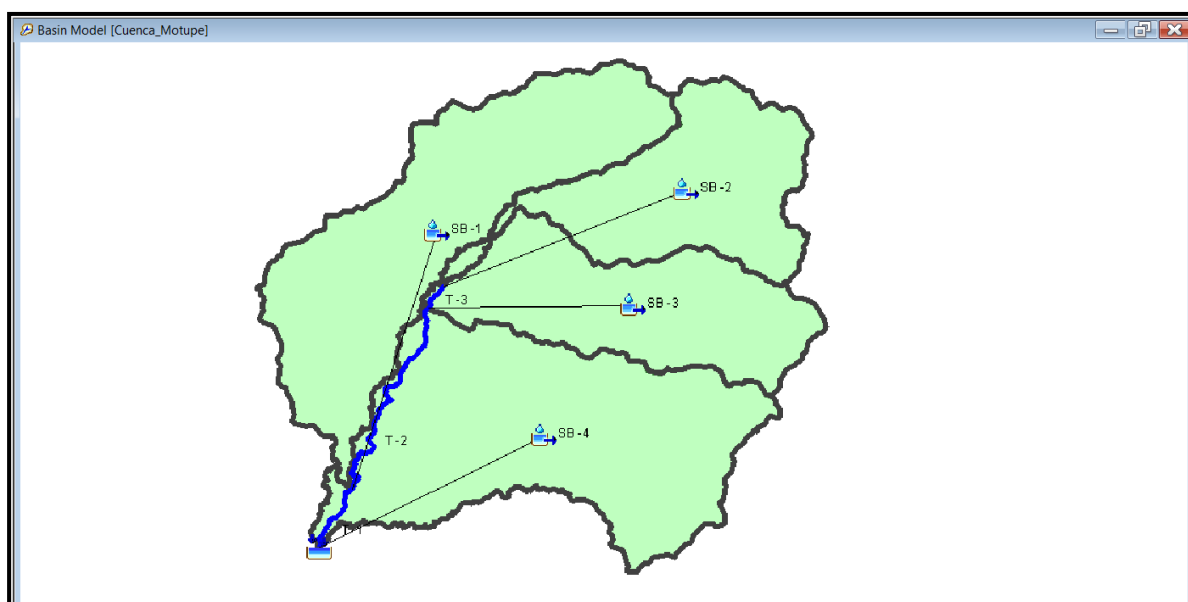 Basin Model [Cuenca_Motupe]
SB-2
SB-1
T-3
SB-3
T-2
SB-4